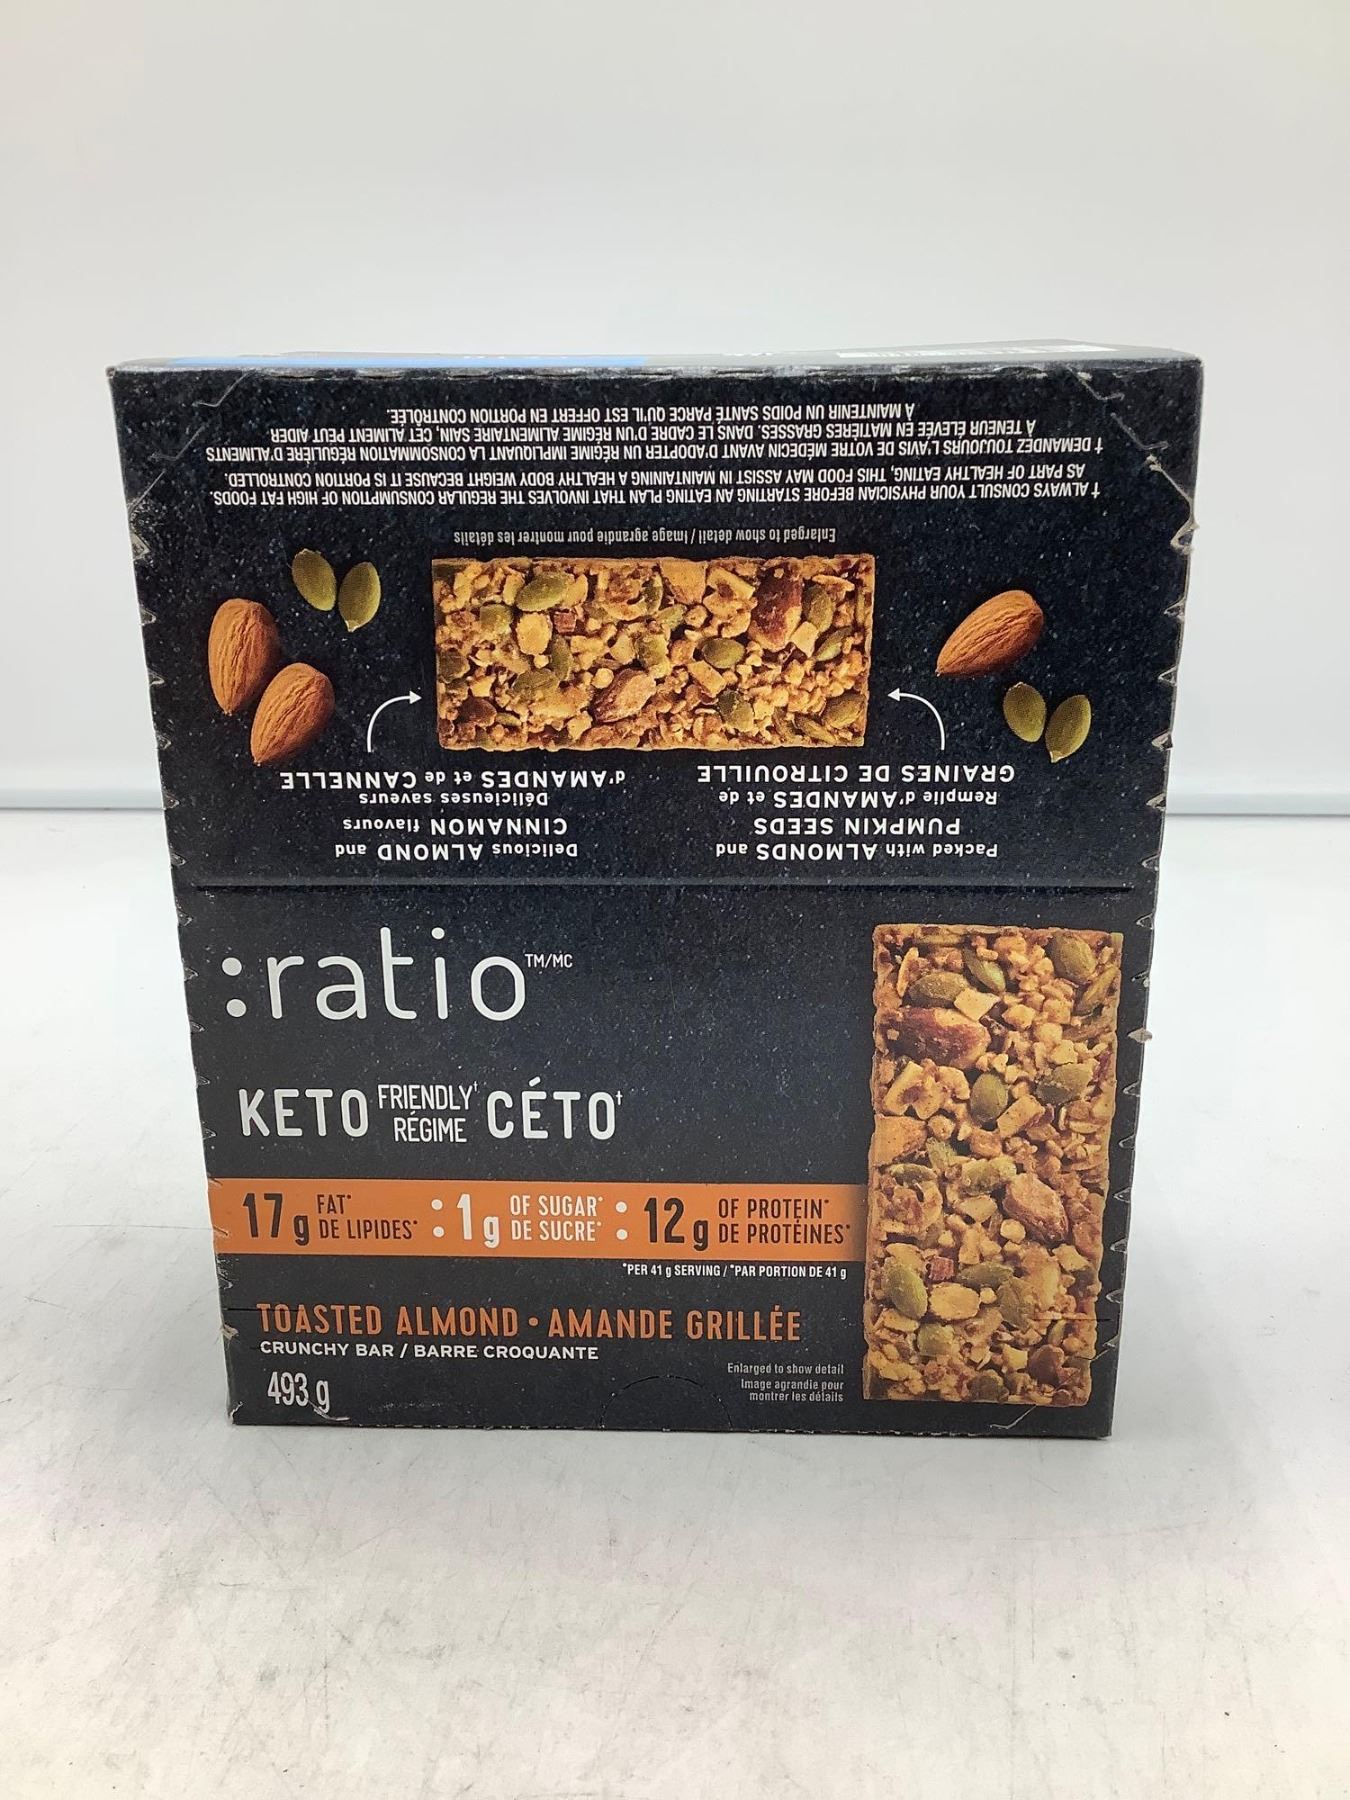 † ALWAYS CONSULT YOUR PHYSICIAN BEFORE STARTING AN EATING PLAN THAT INVOLVES THE REGULAR CONSUMPTION OF HIGH FAT FOODS.
AS PART OF HEALTHY EATING, THIS FOOD MAY ASSIST IN MAINTAINING A HEALTHY BODY WEIGHT BECAUSE IT IS PORTION CONTROLLED.
† DEMANDEZ TOUJOURS L'AVIS DE VOTRE MÉDECIN AVANT D'ADOPTER UN RÉGIME IMPLIQUANT LA CONSOMMATION RÉGULIÈRE D'ALIMENTS
À TENEUR ÉLEVÉE EN MATIÈRES GRASSES. DANS LE CADRE D'UN RÉGIME ALIMENTAIRE SAIN, CET ALIMENT PEUT AIDER
À MAINTENIR UN POIDS SANTÉ PARCE QU'IL EST OFFERT EN PORTION CONTRÔLÉE.
Enlarged to show detail / Image agrandie pour montrer les détails
Packed with ALMONDS and
PUMPKIN SEEDS
Remplie d'AMANDES et de
GRAINES DE CITROUILLE
Delicious ALMOND and
CINNAMON flavours
Délicieuses saveurs
d'AMANDES et de CANNELLE
:ratio TM/MC
KETO FRIENDLY† RÉGIME CÉTO†
17 g FAT* DE LIPIDES* : 1 g OF SUGAR* DE SUCRE* : 12 g OF PROTEIN* DE PROTÉINES*
*PER 41 g SERVING / *PAR PORTION DE 41 g
TOASTED ALMOND • AMANDE GRILLÉE
CRUNCHY BAR / BARRE CROQUANTE
493 g
Enlarged to show detail
Image agrandie pour
montrer les détails